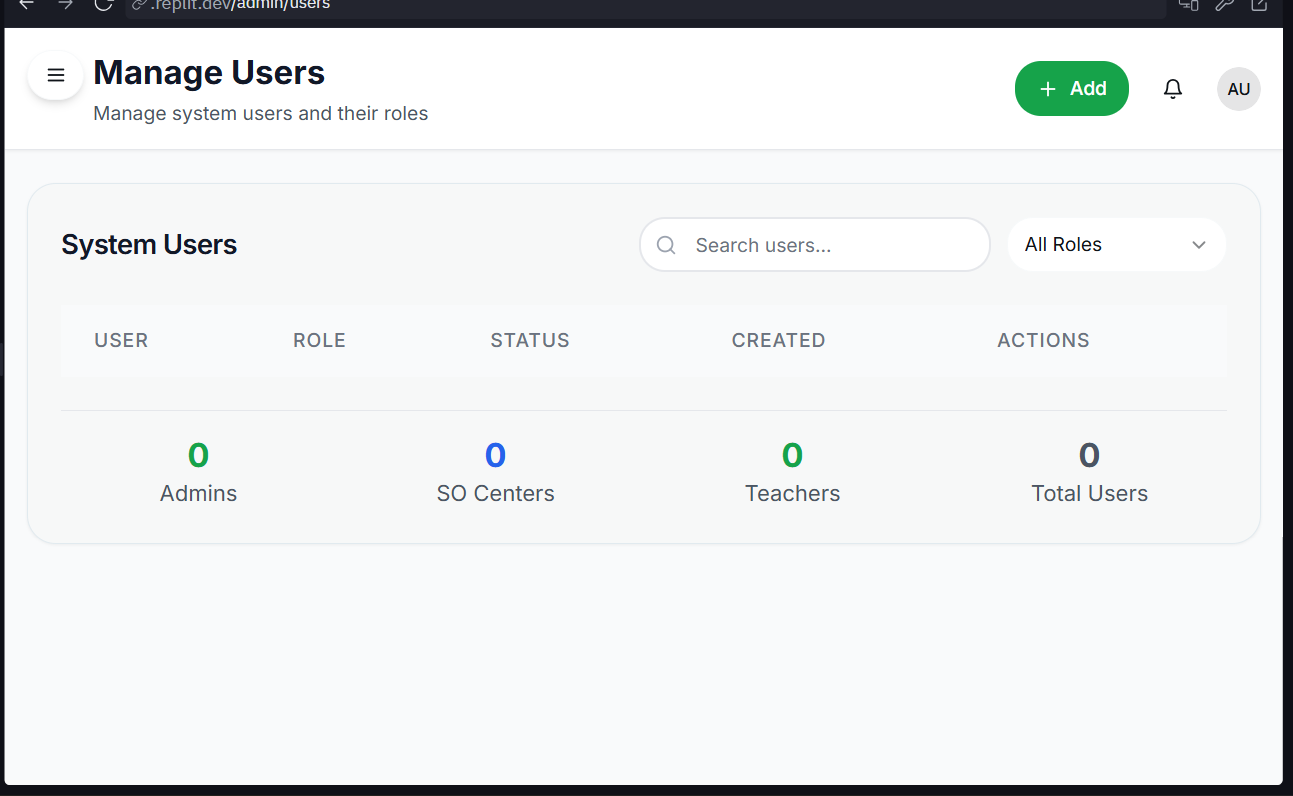 .replit.dev/admin/users
Manage Users
Manage system users and their roles
Add
AU
System Users
Search users...
All Roles
USER ROLE STATUS CREATED ACTIONS
0 0 0 0
Admins SO Centers Teachers Total Users